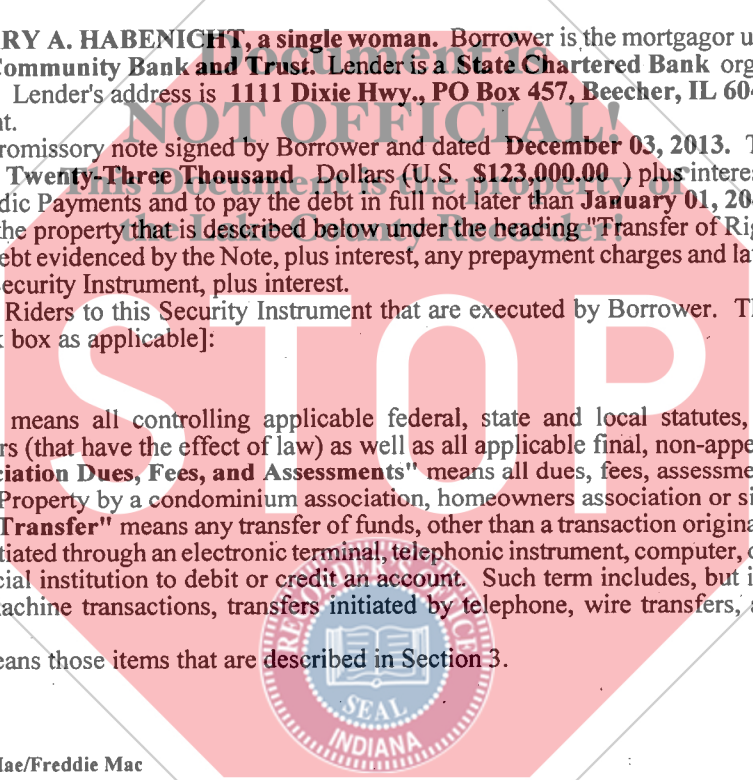 RY A. HABENIGHT, a single woman. Borrower is the mortgagor u
Community Bank and Trust. Lender is a State Chartered Bank org
Lender's address is 1111 Dixie Hwy., PO Box 457, Beecher, IL 604
nt.
romissory note signed by Borrower and dated December 03, 2013. T
Twenty-Three Thousand Dollars (U.S. $123,000.00 ) plus interes
dic Payments and to pay the debt in full not later than January 01, 204
the property that is described below under the heading "Transfer of Rig
ebt evidenced by the Note, plus interest, any prepayment charges and la
ecurity Instrument, plus interest.
Riders to this Security Instrument that are executed by Borrower. Th
k box as applicable]:
means all controlling applicable federal, state and local statutes,
rs (that have the effect of law) as well as all applicable final, non-appe
ciation Dues, Fees, and Assessments" means all dues, fees, assessme
Property by a condominium association, homeowners association or si
Transfer" means any transfer of funds, other than a transaction origina
tiated through an electronic terminal, telephonic instrument, computer, o
cial institution to debit or credit an account. Such term includes, but i
achine transactions, transfers initiated by telephone, wire transfers, a
eans those items that are described in Section 3.
Mae/Freddie Mac
Document is
NOT OFFICIAL!
This Document is the property of
the Lake County Recorder!
STOP
RECORDER'S OFFICE
SEAL
INDIANA